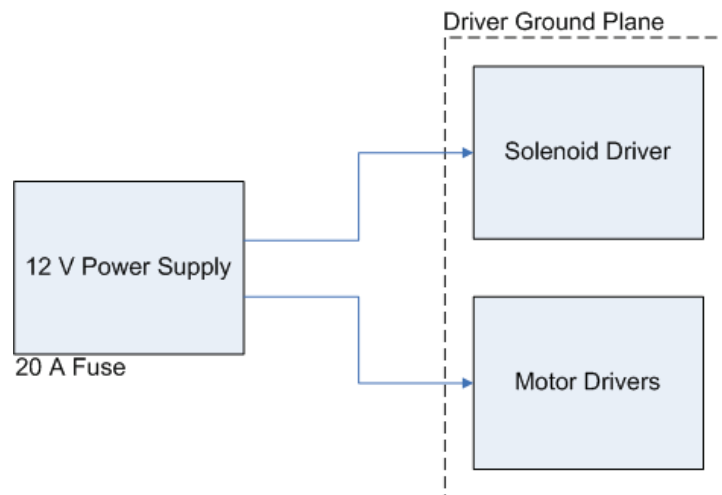 Driver Ground Plane
Solenoid Driver
12 V Power Supply
20 A Fuse
Motor Drivers